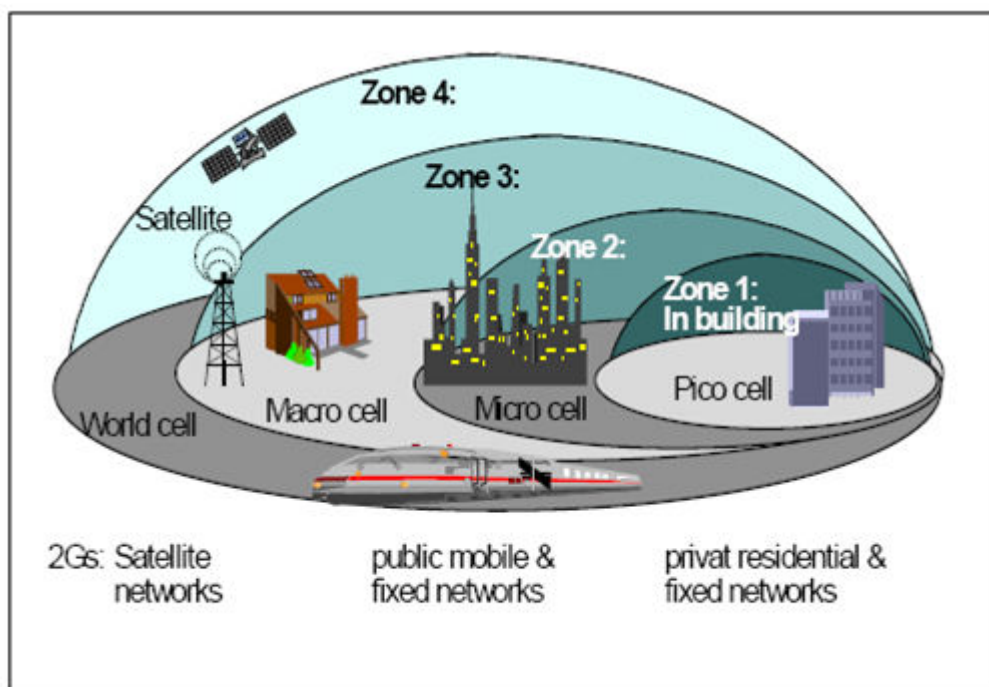 Zone 4:
Zone 3:
Satellite
Zone 2:
Zone 1:
In building
Pico cell
Macro cell
Micro cell
World cell
2Gs: Satellite
networks
public mobile &
fixed networks
privat residential &
fixed networks